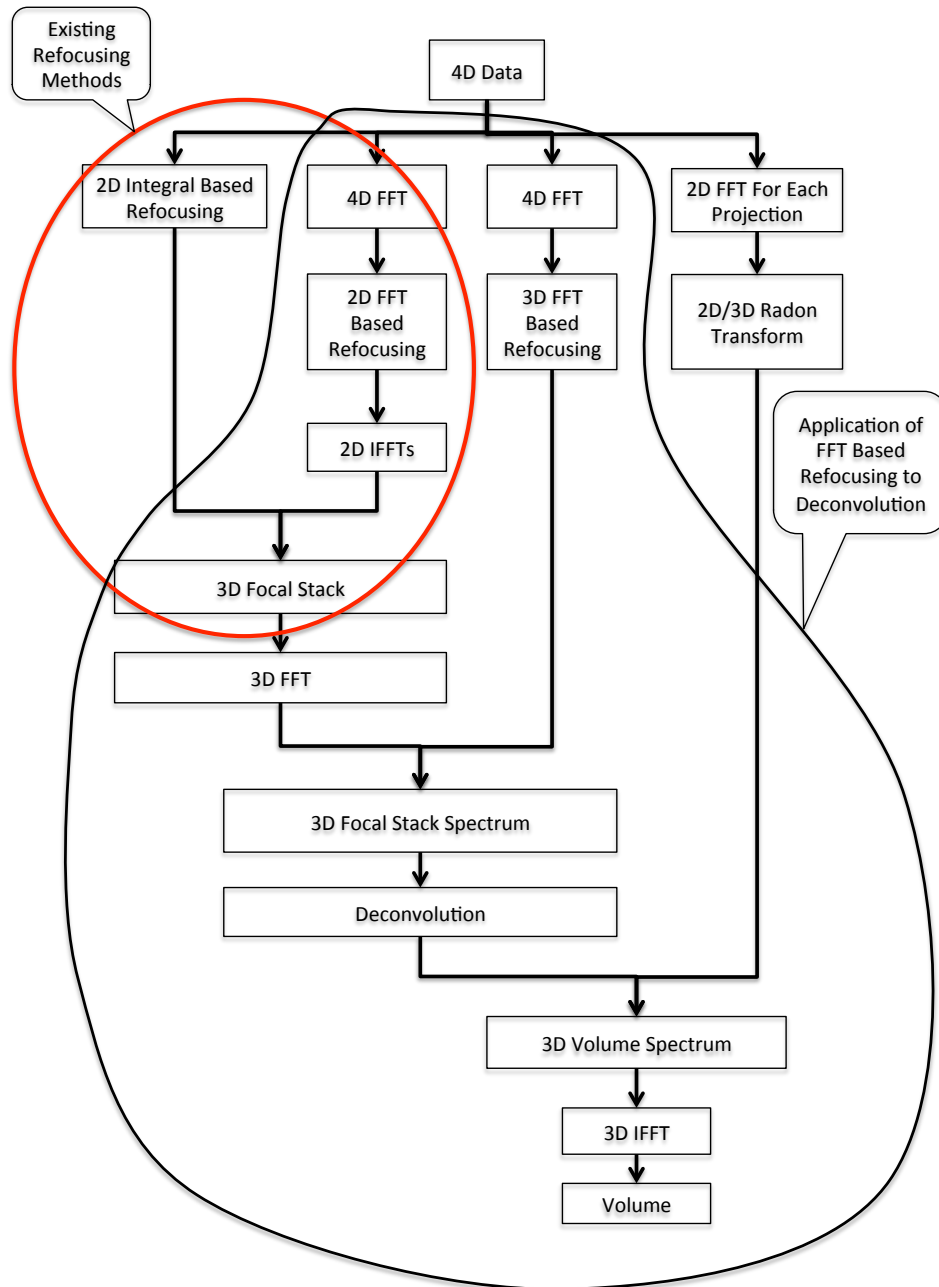 Existing
Refocusing
Methods
4D Data
2D Integral Based
Refocusing
4D FFT
4D FFT
2D FFT For Each
Projection
2D FFT
Based
Refocusing
3D FFT
Based
Refocusing
2D/3D Radon
Transform
2D IFFTs
Application of
FFT Based
Refocusing to
Deconvolution
3D Focal Stack
3D FFT
3D Focal Stack Spectrum
Deconvolution
3D Volume Spectrum
3D IFFT
Volume